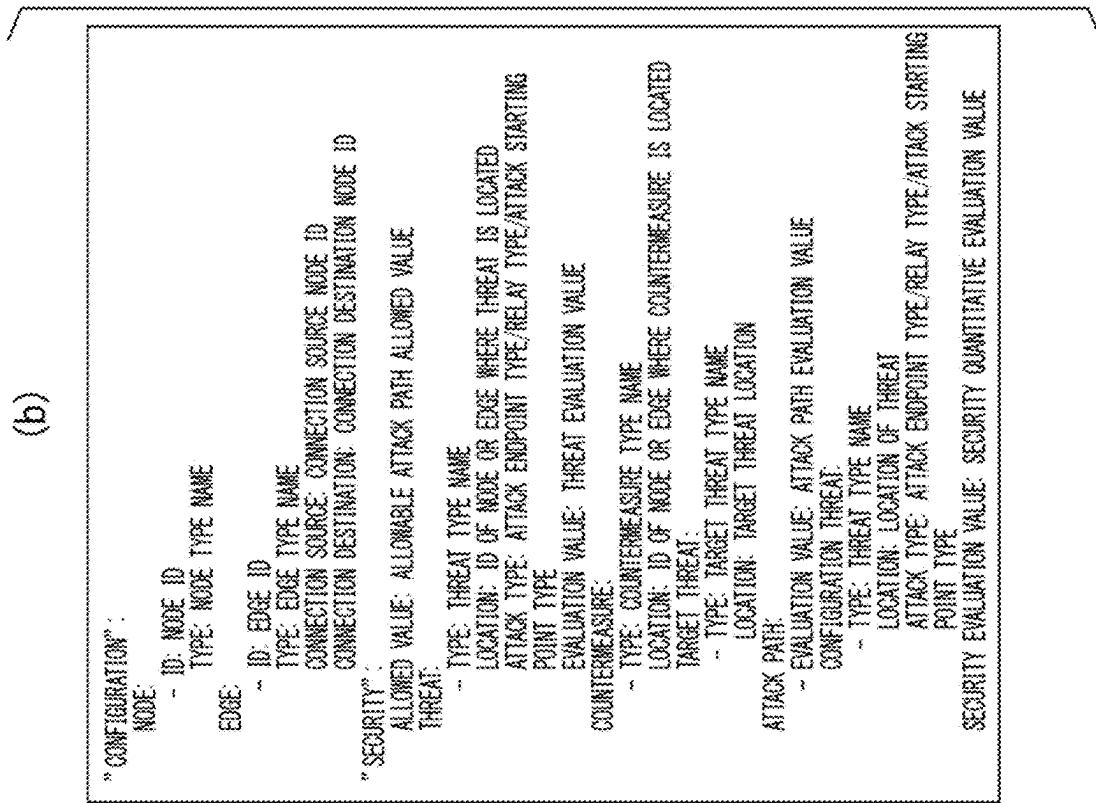 (b)
"CONFIGURATION":
NODE:
- ID: NODE ID
TYPE: NODE TYPE NAME
EDGE:
- ID: EDGE ID
TYPE: EDGE TYPE NAME
CONNECTION SOURCE: CONNECTION SOURCE NODE ID
CONNECTION DESTINATION: CONNECTION DESTINATION NODE ID
"SECURITY":
ALLOWED VALUE: ALLOWABLE ATTACK PATH ALLOWED VALUE
THREAT:
- TYPE: THREAT TYPE NAME
LOCATION: ID OF NODE OR EDGE WHERE THREAT IS LOCATED
ATTACK TYPE: ATTACK ENDPOINT TYPE/RELAY TYPE/ATTACK STARTING
POINT TYPE
EVALUATION VALUE: THREAT EVALUATION VALUE
COUNTERMEASURE:
- TYPE: COUNTERMEASURE TYPE NAME
LOCATION: ID OF NODE OR EDGE WHERE COUNTERMEASURE IS LOCATED
TARGET THREAT:
- TYPE: TARGET THREAT TYPE NAME
LOCATION: TARGET THREAT LOCATION
ATTACK PATH:
- EVALUATION VALUE: ATTACK PATH EVALUATION VALUE
CONFIGURATION THREAT:
- TYPE: THREAT TYPE NAME
LOCATION: LOCATION OF THREAT
ATTACK TYPE: ATTACK ENDPOINT TYPE/RELAY TYPE/ATTACK STARTING
POINT TYPE
SECURITY EVALUATION VALUE: SECURITY QUANTITATIVE EVALUATION VALUE